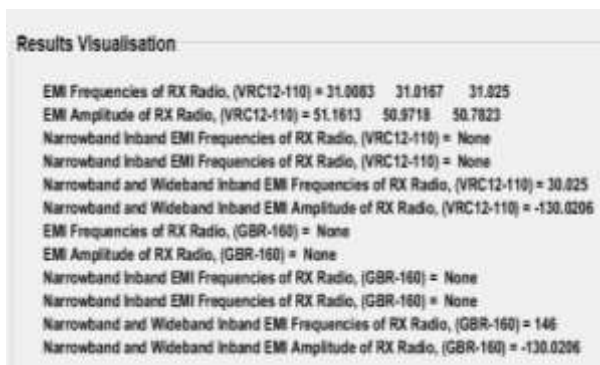 Results Visualisation
EMI Frequencies of RX Radio, (VRC12-110) = 31.0083 31.0167 31.025
EMI Amplitude of RX Radio, (VRC12-110) = 51.1613 50.9718 50.7823
Narrowband Inband EMI Frequencies of RX Radio, (VRC12-110) = None
Narrowband Inband EMI Frequencies of RX Radio, (VRC12-110) = None
Narrowband and Wideband Inband EMI Frequencies of RX Radio, (VRC12-110) = 30.025
Narrowband and Wideband Inband EMI Amplitude of RX Radio, (VRC12-110) = -130.0206
EMI Frequencies of RX Radio, (GBR-160) = None
EMI Amplitude of RX Radio, (GBR-160) = None
Narrowband Inband EMI Frequencies of RX Radio, (GBR-160) = None
Narrowband Inband EMI Frequencies of RX Radio, (GBR-160) = None
Narrowband and Wideband Inband EMI Frequencies of RX Radio, (GBR-160) = 146
Narrowband and Wideband Inband EMI Amplitude of RX Radio, (GBR-160) = -130.0206